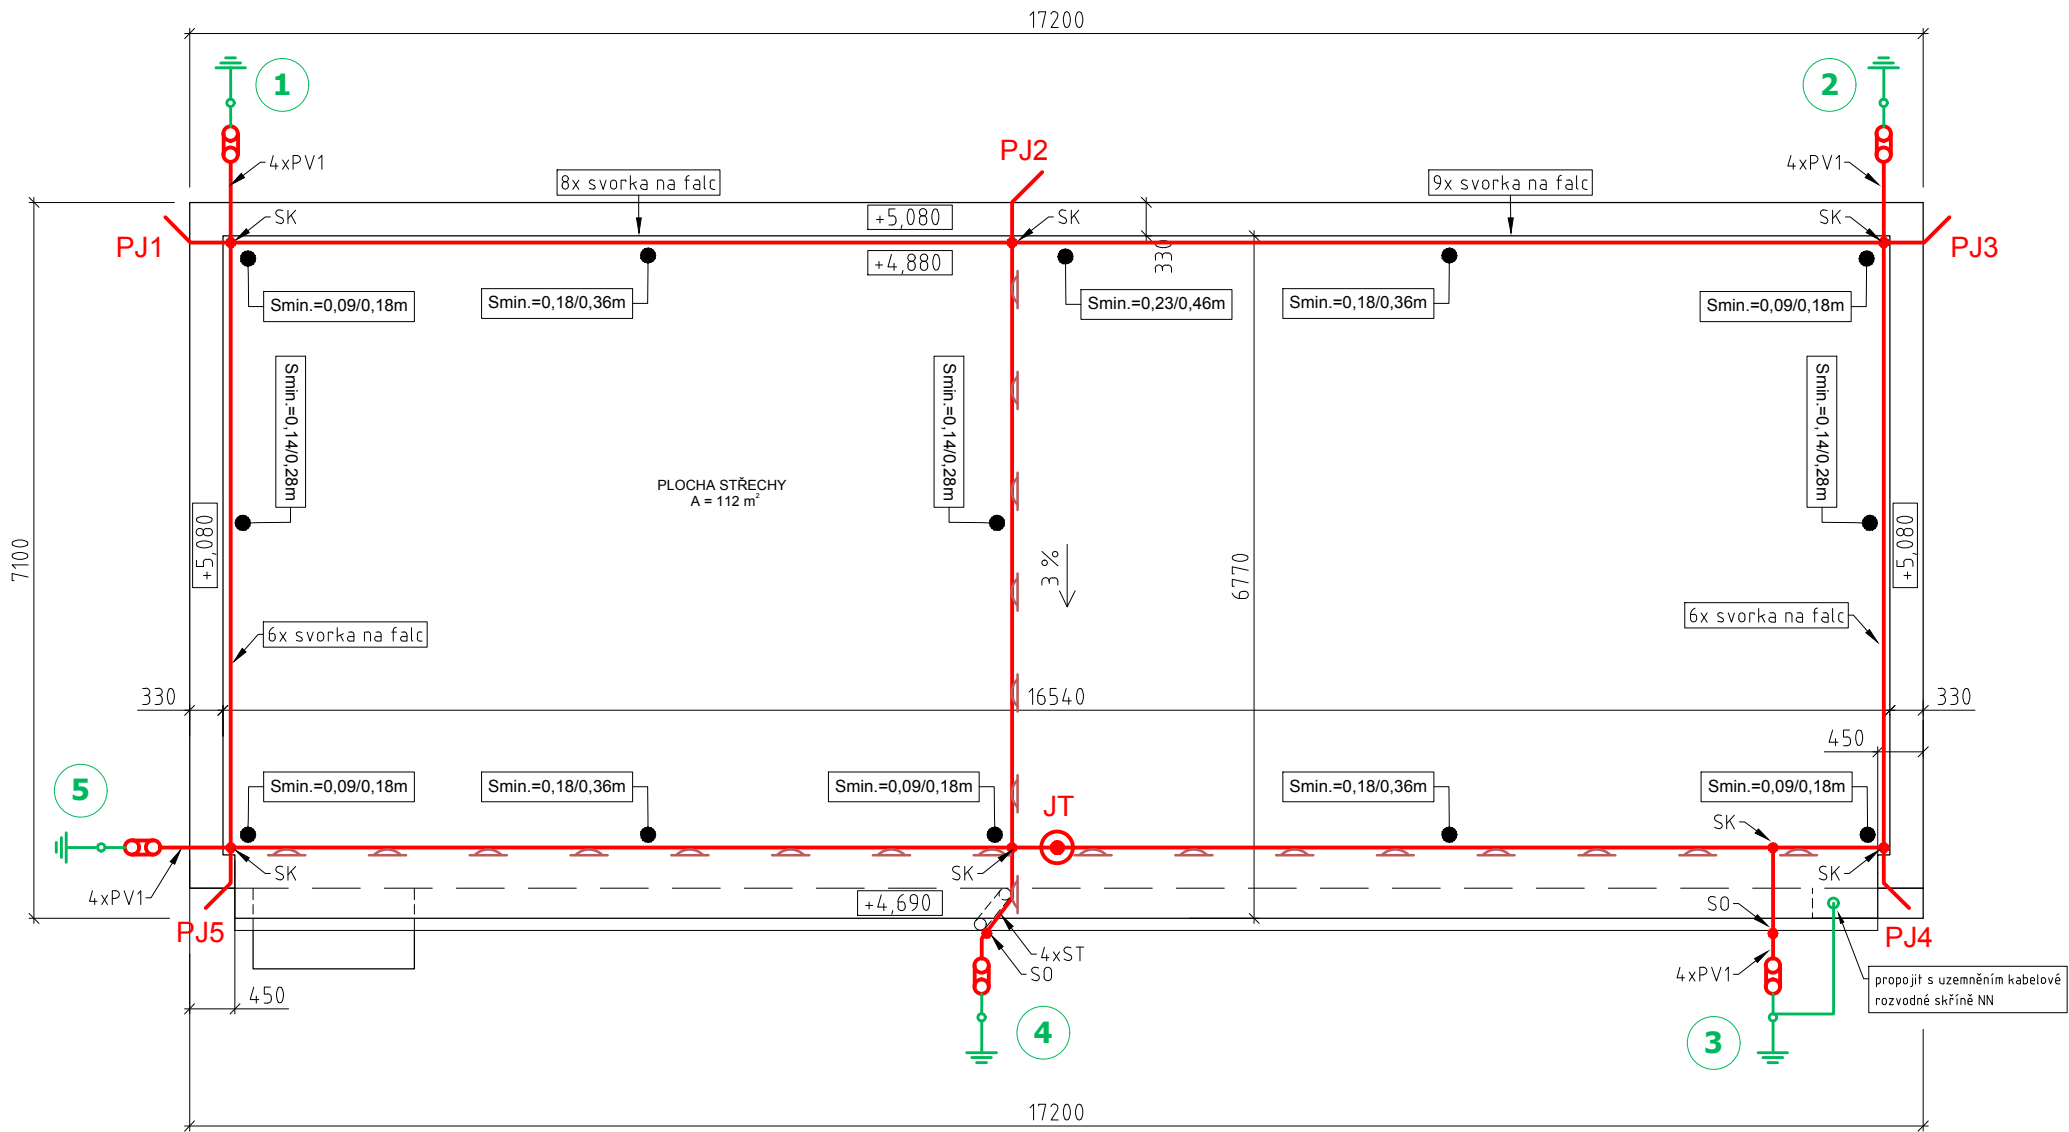 17200
1
2
4xPV1
PJ2
4xPV1
8x svorka na falc
9x svorka na falc
SK
+5,080
SK
SK
PJ1
330
PJ3
+4,880
Smin.=0,09/0,18m
Smin.=0,18/0,36m
Smin.=0,23/0,46m
Smin.=0,18/0,36m
Smin.=0,09/0,18m
Smin.=0,14/0,28m
Smin.=0,14/0,28m
Smin.=0,14/0,28m
PLOCHA STŘECHY
A = 112 m²
7100
+5,080
3 %
6770
+5,080
6x svorka na falc
6x svorka na falc
330
16540
330
450
5
Smin.=0,09/0,18m
Smin.=0,18/0,36m
Smin.=0,09/0,18m
JT
Smin.=0,18/0,36m
Smin.=0,09/0,18m
SK
SK
SK
SK
4xPV1
+4,690
SO
PJ5
PJ4
4xST
SO
4xPV1
propojit s uzemněním kabelové
rozvodné skříně NN
450
4
3
17200